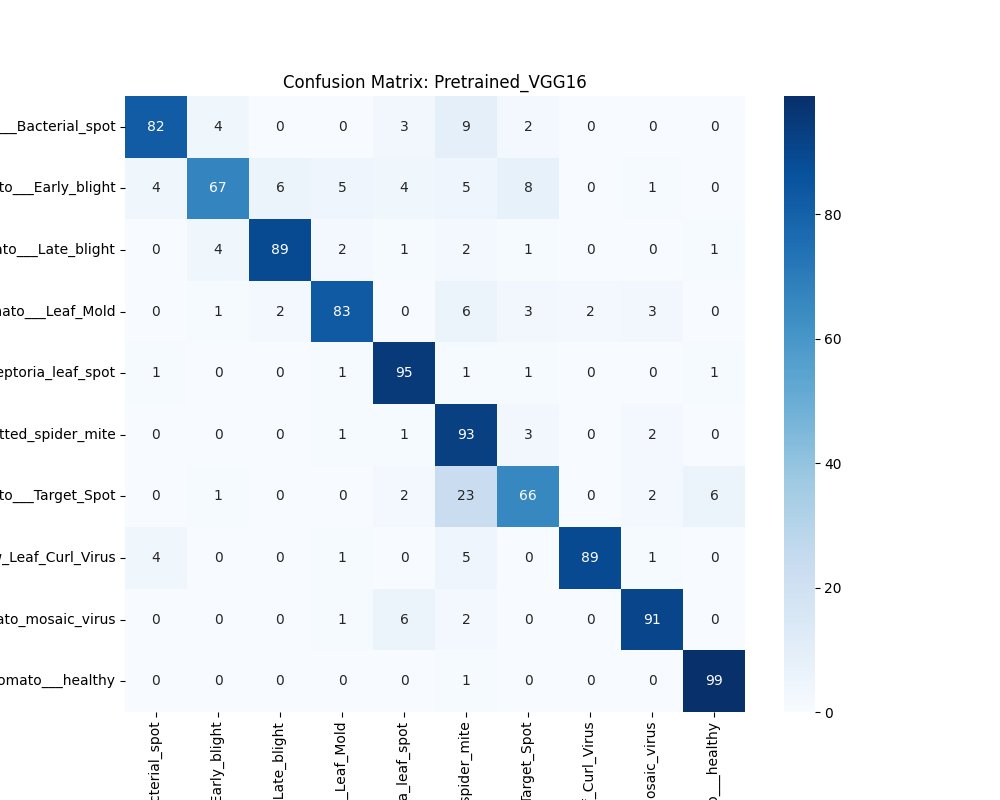 Confusion Matrix: Pretrained_VGG16
___Bacterial_spot 82 4 0 0 3 9 2 0 0 0
to___Early_blight 4 67 6 5 4 5 8 0 1 0
ato___Late_blight 0 4 89 2 1 2 1 0 0 1
ato___Leaf_Mold 0 1 2 83 0 6 3 2 3 0
eptoria_leaf_spot 1 0 0 1 95 1 1 0 0 1
tted_spider_mite 0 0 0 1 1 93 3 0 2 0
to___Target_Spot 0 1 0 0 2 23 66 0 2 6
_Leaf_Curl_Virus 4 0 0 1 0 5 0 89 1 0
ato_mosaic_virus 0 0 0 1 6 2 0 0 91 0
omato___healthy 0 0 0 0 0 1 0 0 0 99
cterial_spot
Early_blight
Late_blight
_Leaf_Mold
a_leaf_spot
spider_mite
Target_Spot
_Curl_Virus
osaic_virus
o___healthy
80
60
40
20
0